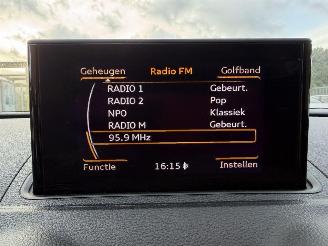 Geheugen Radio FM Golfband
RADIO 1 Gebeurt.
RADIO 2 Pop
NPO Klassiek
RADIO M Gebeurt.
95.9 MHz
Functie 16:15 Instellen